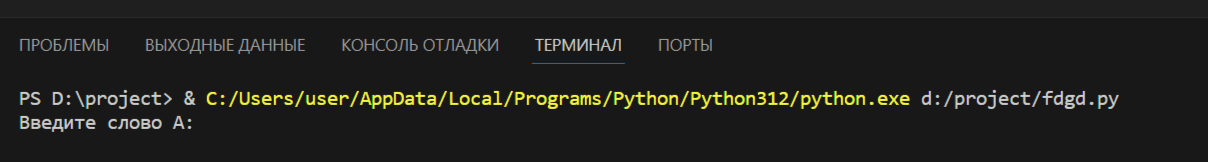 ПРОБЛЕМЫ ВЫХОДНЫЕ ДАННЫЕ КОНСОЛЬ ОТЛАДКИ ТЕРМИНАЛ ПОРТЫ
PS D:\project> & C:/Users/user/AppData/Local/Programs/Python/Python312/python.exe d:/project/fdgd.py
Введите слово A: